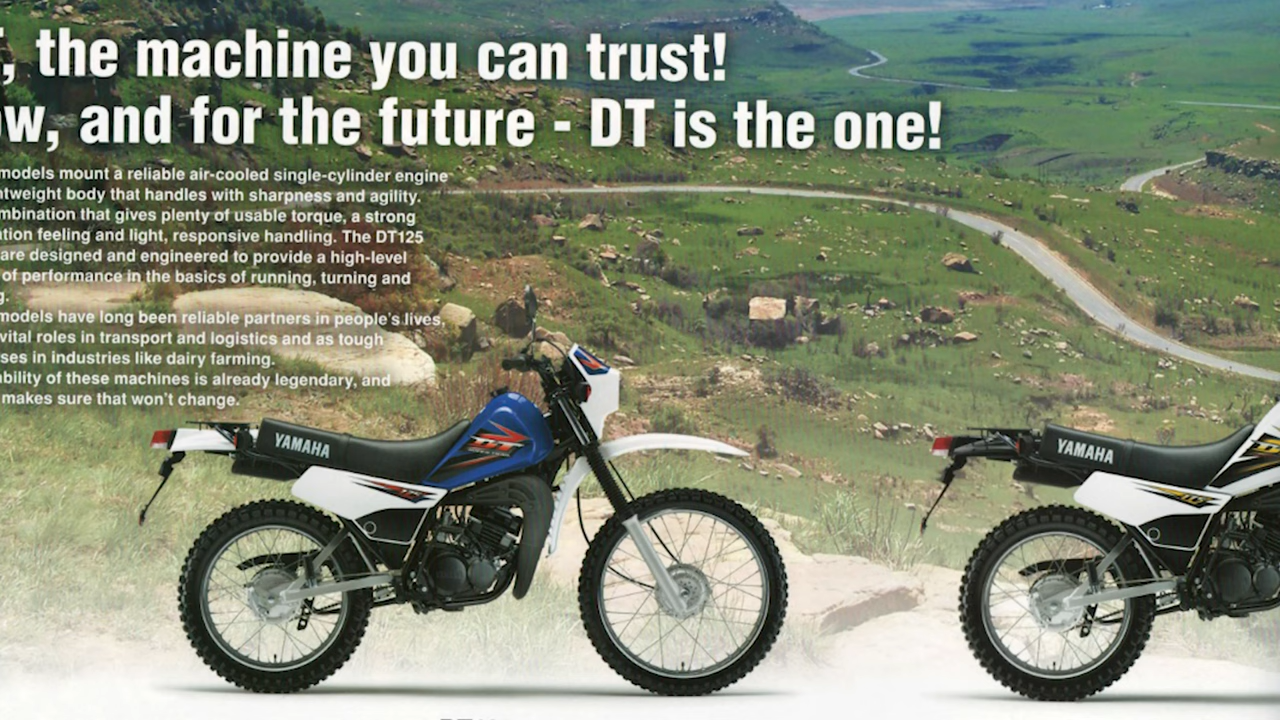 , the machine you can trust!
ow, and for the future - DT is the one!
models mount a reliable air-cooled single-cylinder engine
htweight body that handles with sharpness and agility.
mbination that gives plenty of usable torque, a strong
ation feeling and light, responsive handling. The DT125
are designed and engineered to provide a high-level
of performance in the basics of running, turning and
g.
models have long been reliable partners in people's lives,
vital roles in transport and logistics and as tough
ses in industries like dairy farming.
ability of these machines is already legendary, and
makes sure that won't change.
YAMAHA
DT
YAMAHA